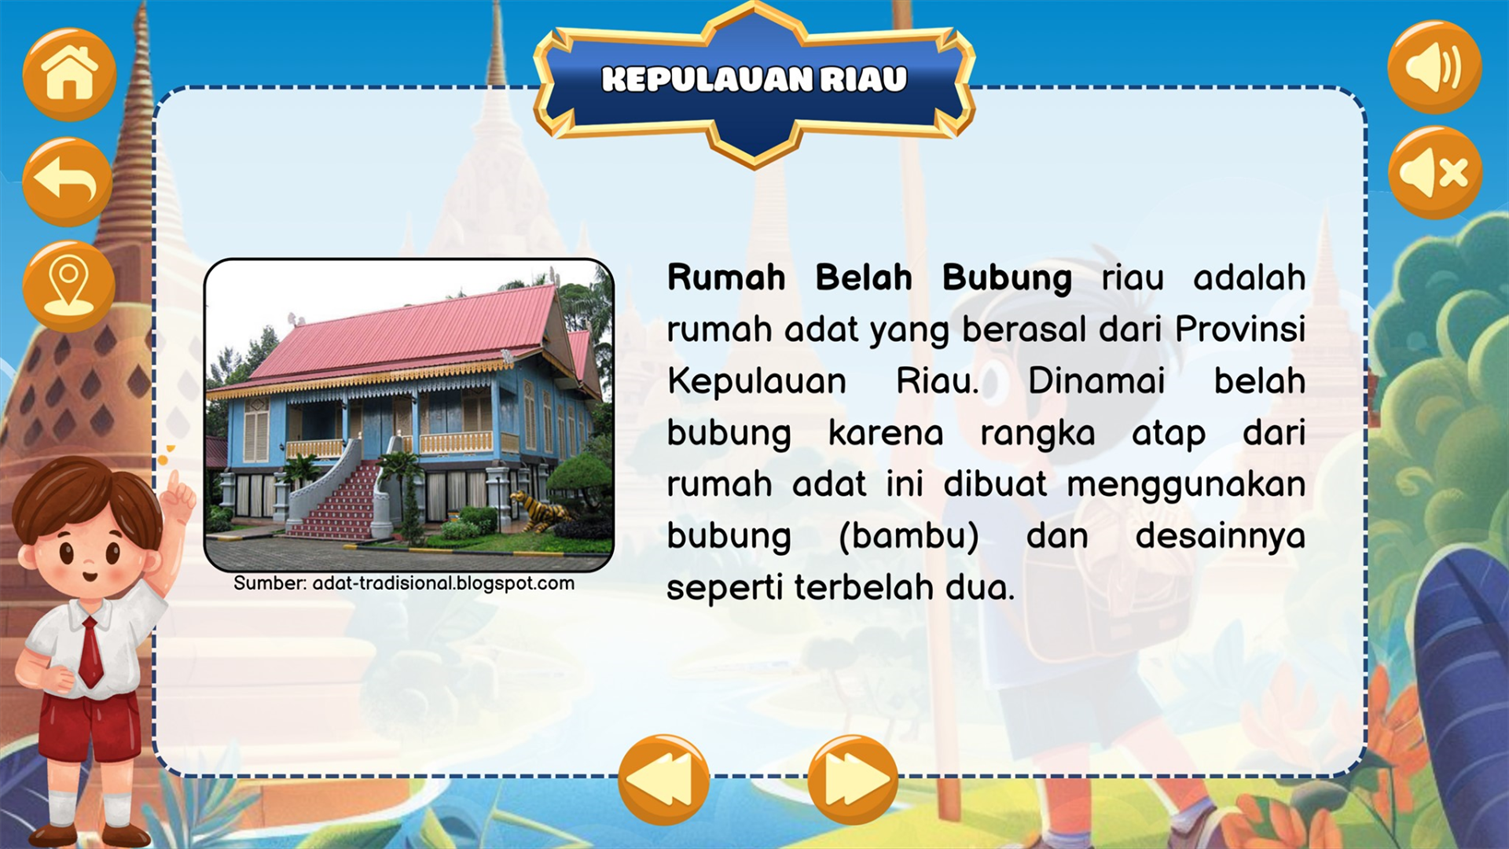 KEPULAUAN RIAU
Rumah Belah Bubung riau adalah
rumah adat yang berasal dari Provinsi
Kepulauan Riau. Dinamai belah
bubung karena rangka atap dari
rumah adat ini dibuat menggunakan
bubung (bambu) dan desainnya
seperti terbelah dua.
Sumber: adat-tradisional.blogspot.com